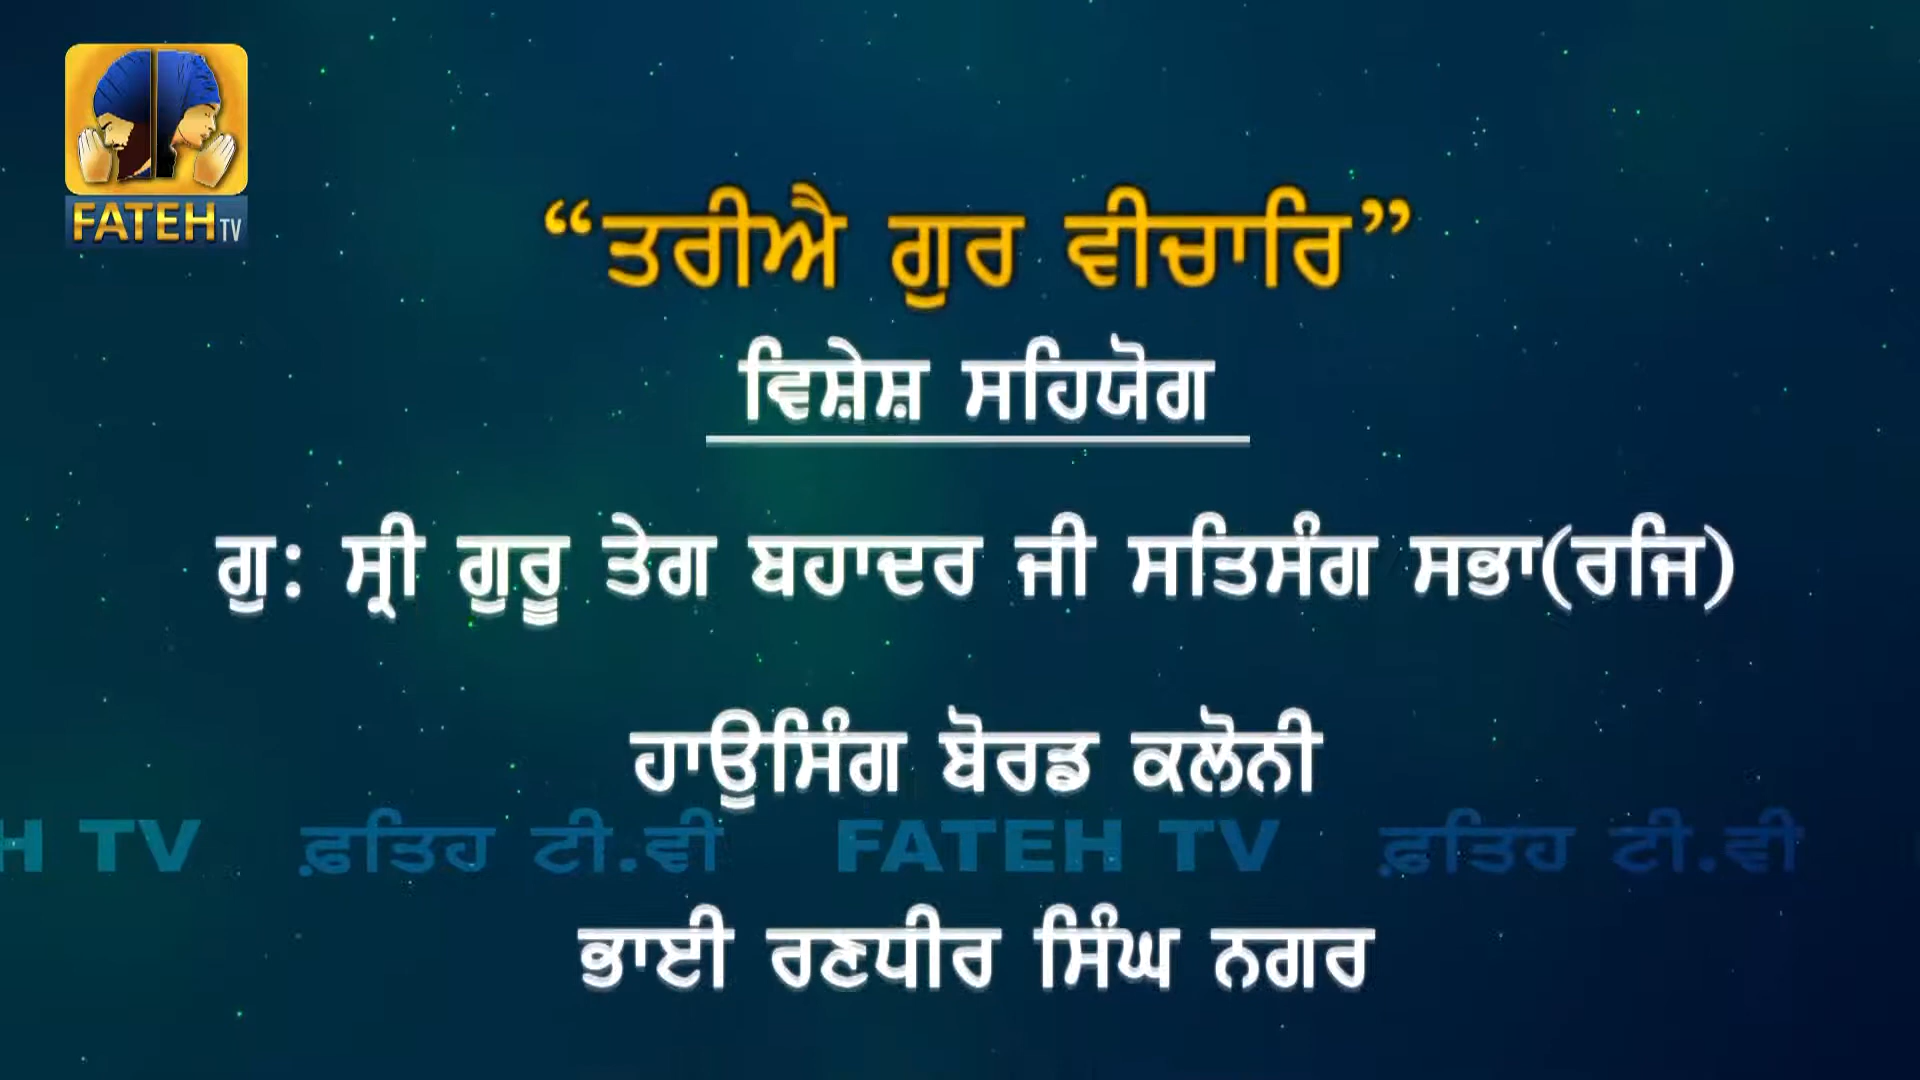 FATEH TV
“ਤਰੀਐ ਗੁਰ ਵੀਚਾਰਿ”
ਵਿਸ਼ੇਸ਼ ਸਹਿਯੋਗ
ਗੁ: ਸ੍ਰੀ ਗੁਰੂ ਤੇਗ ਬਹਾਦਰ ਜੀ ਸਤਿਸੰਗ ਸਭਾ(ਰਜਿ)
ਹਾਊਸਿੰਗ ਬੋਰਡ ਕਲੋਨੀ
H TV ਫ਼ਤਿਹ ਟੀ.ਵੀ FATEH TV ਫ਼ਤਿਹ ਟੀ.ਵੀ
ਭਾਈ ਰਣਧੀਰ ਸਿੰਘ ਨਗਰ